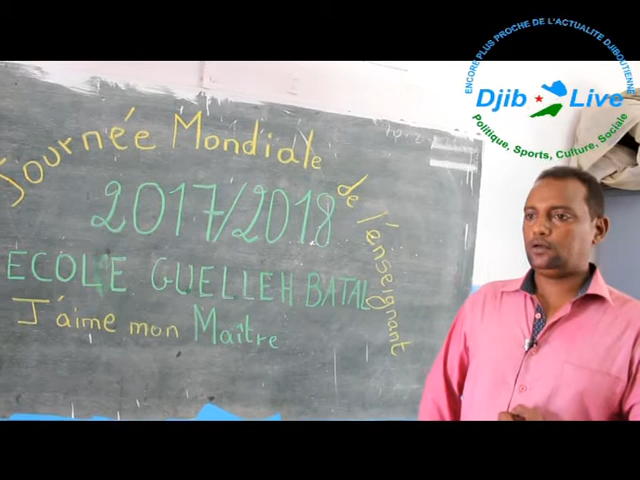 ENCORE PLUS PROCHE DE L'ACTUALITE DJIBOUTIENNE
Djib Live
Politique, Sports, Culture, Sociale
Journée Mondiale de l'enseignant
2017/2018
ECOLE GUELLEH BATAL
J'aime mon Maître